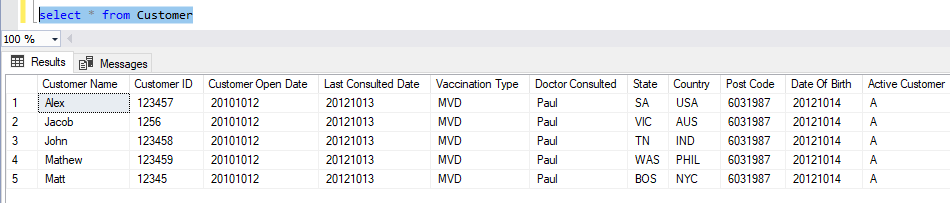 select * from Customer
100 %
Results Messages
Customer Name Customer ID Customer Open Date Last Consulted Date Vaccination Type Doctor Consulted State Country Post Code Date Of Birth Active Customer
1 Alex 123457 20101012 20121013 MVD Paul SA USA 6031987 20121014 A
2 Jacob 1256 20101012 20121013 MVD Paul VIC AUS 6031987 20121014 A
3 John 123458 20101012 20121013 MVD Paul TN IND 6031987 20121014 A
4 Mathew 123459 20101012 20121013 MVD Paul WAS PHIL 6031987 20121014 A
5 Matt 12345 20101012 20121013 MVD Paul BOS NYC 6031987 20121014 A